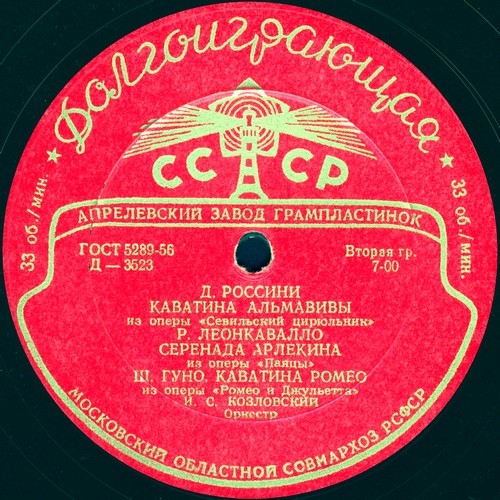 Долгоиграющая
33 об./мин.
33 об./мин.
СССР
АПРЕЛЕВСКИЙ ЗАВОД ГРАМПЛАСТИНОК
ГОСТ 5289-56
Д — 3523
Вторая гр.
7-00
Д. РОССИНИ
КАВАТИНА АЛЬМАВИВЫ
из оперы «Севильский цирюльник»
Р. ЛЕОНКАВАЛЛО
СЕРЕНАДА АРЛЕКИНА
из оперы «Паяцы»
Ш. ГУНО. КАВАТИНА РОМЕО
из оперы «Ромео и Джульетта»
И. С. КОЗЛОВСКИЙ
Оркестр
МОСКОВСКИЙ ОБЛАСТНОЙ СОВНАРХОЗ РСФСР